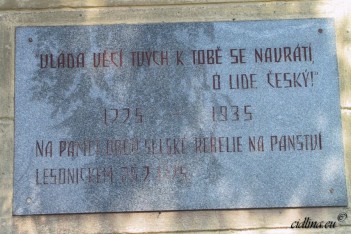 "VLÁDA VĚCÍ TVÝCH K TOBĚ SE NAVRÁTÍ,
Ó LIDE ČESKÝ!"
1775 1935
NA PAMĚŤ SELSKÉ REBELIE NA PANSTVÍ
cidlina.eu ©